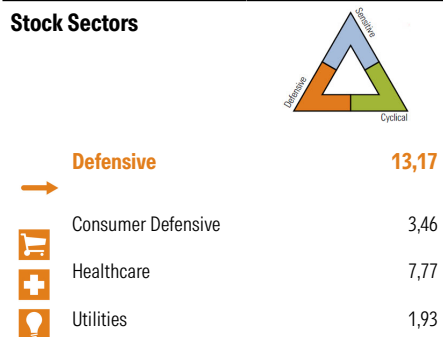 Stock Sectors
Sensitive
Defensive
Cyclical
Defensive 13,17
Consumer Defensive 3,46
Healthcare 7,77
Utilities 1,93